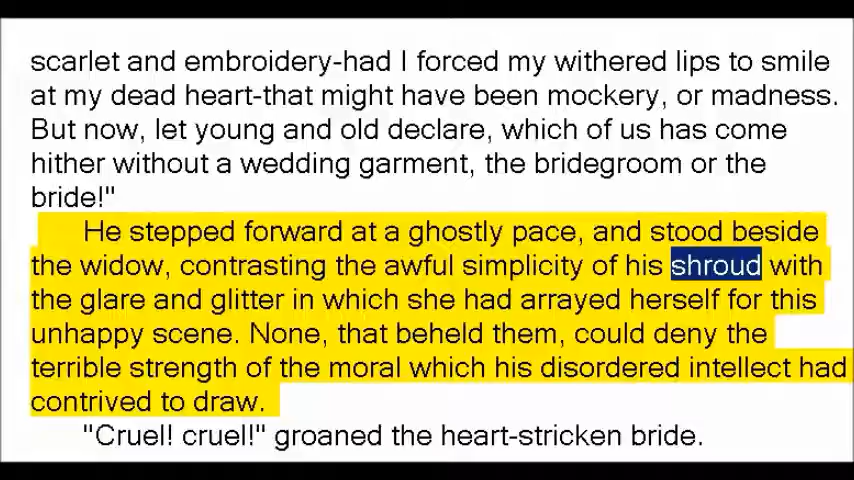 scarlet and embroidery-had I forced my withered lips to smile
at my dead heart-that might have been mockery, or madness.
But now, let young and old declare, which of us has come
hither without a wedding garment, the bridegroom or the
bride!"
He stepped forward at a ghostly pace, and stood beside
the widow, contrasting the awful simplicity of his shroud with
the glare and glitter in which she had arrayed herself for this
unhappy scene. None, that beheld them, could deny the
terrible strength of the moral which his disordered intellect had
contrived to draw.
"Cruel! cruel!" groaned the heart-stricken bride.